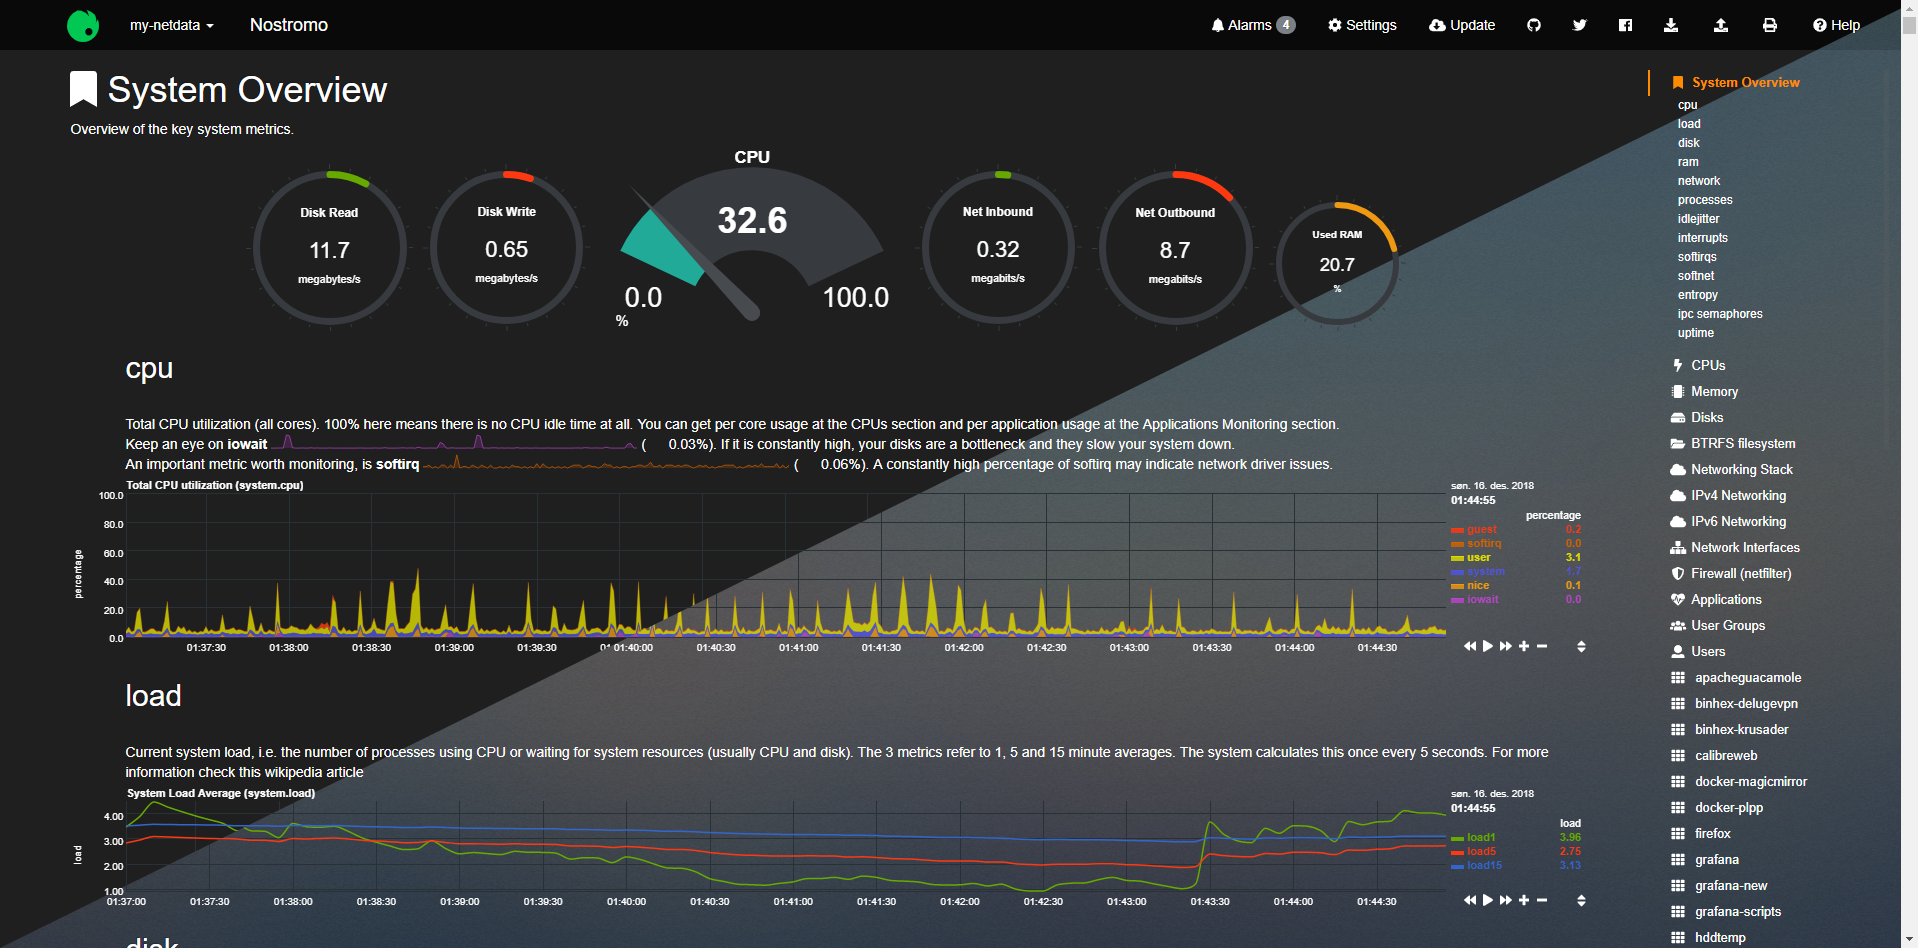 my-netdata
Nostromo
Alarms 4
Settings
Update
Help
System Overview
Overview of the key system metrics.
Disk Read
11.7
megabytes/s
Disk Write
0.65
megabytes/s
CPU
32.6
0.0
100.0
%
Net Inbound
0.32
megabits/s
Net Outbound
8.7
megabits/s
Used RAM
20.7
%
cpu
Total CPU utilization (all cores). 100% here means there is no CPU idle time at all. You can get per core usage at the CPUs section and per application usage at the Applications Monitoring section.
Keep an eye on iowait ( 0.03%). If it is constantly high, your disks are a bottleneck and they slow your system down.
An important metric worth monitoring, is softirq ( 0.06%). A constantly high percentage of softirq may indicate network driver issues.
Total CPU utilization (system.cpu)
percentage
100.0
80.0
60.0
40.0
20.0
0.0
01:37:30 01:38:00 01:38:30 01:39:00 01:39:30 01:40:00 01:40:30 01:41:00 01:41:30 01:42:00 01:42:30 01:43:00 01:43:30 01:44:00 01:44:30
søn. 16. des. 2018
01:44:55
percentage
guest 0.2
softirq 0.0
user 3.1
system 1.7
nice 0.1
iowait 0.0
load
Current system load, i.e. the number of processes using CPU or waiting for system resources (usually CPU and disk). The 3 metrics refer to 1, 5 and 15 minute averages. The system calculates this once every 5 seconds. For more
information check this wikipedia article
System Load Average (system.load)
load
4.00
3.00
2.00
1.00
01:37:00 01:37:30 01:38:00 01:38:30 01:39:00 01:39:30 01:40:00 01:40:30 01:41:00 01:41:30 01:42:00 01:42:30 01:43:00 01:43:30 01:44:00 01:44:30
søn. 16. des. 2018
01:44:55
load
load1 3.96
load5 2.75
load15 3.13
disk
System Overview
cpu
load
disk
ram
network
processes
idlejitter
interrupts
softirqs
softnet
entropy
ipc semaphores
uptime
CPUs
Memory
Disks
BTRFS filesystem
Networking Stack
IPv4 Networking
IPv6 Networking
Network Interfaces
Firewall (netfilter)
Applications
User Groups
Users
apacheguacamole
binhex-delugevpn
binhex-krusader
calibreweb
docker-magicmirror
docker-plpp
firefox
grafana
grafana-new
grafana-scripts
hddtemp